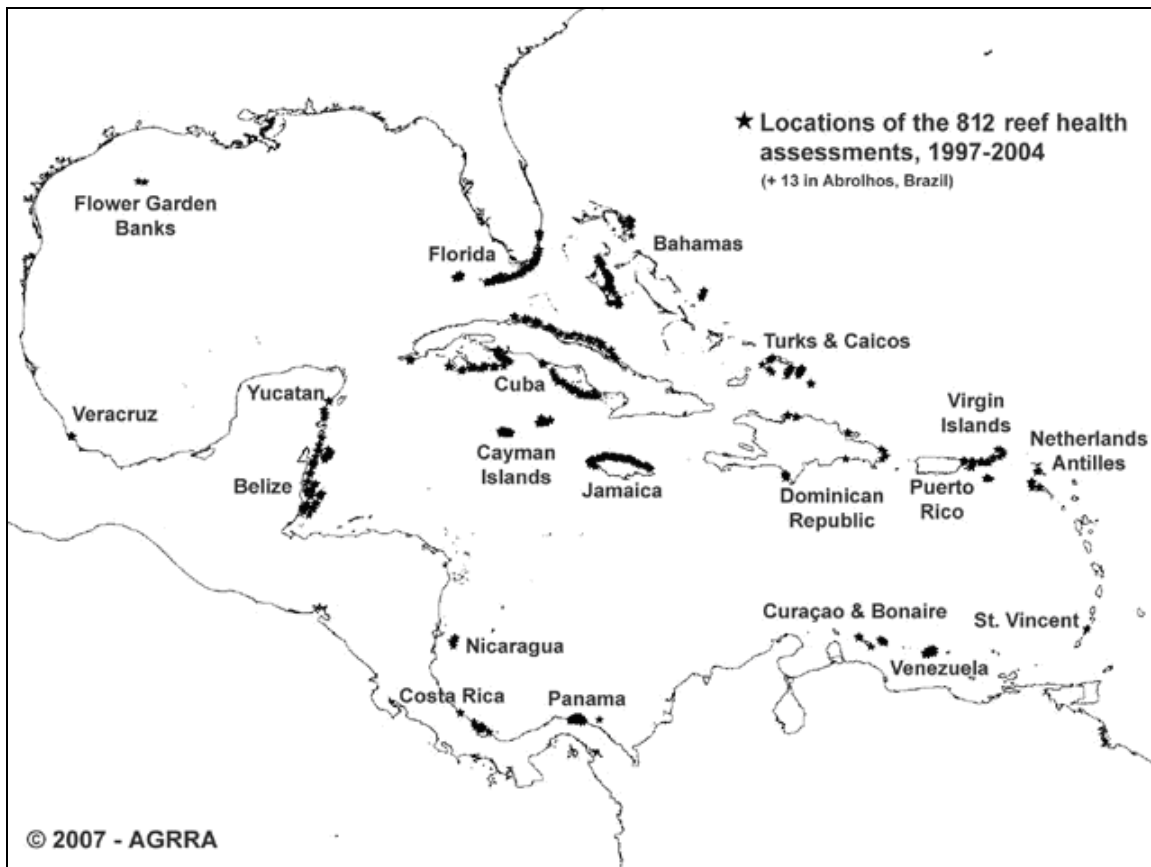 ★ Locations of the 812 reef health
assessments, 1997-2004
(+ 13 in Abrolhos, Brazil)
Flower Garden
Banks
Florida
Bahamas
Turks & Caicos
Yucatan
Cuba
Veracruz
Virgin
Islands
Netherlands
Antilles
Cayman
Islands
Belize
Jamaica
Dominican
Republic
Puerto
Rico
Curaçao & Bonaire
St. Vincent
Nicaragua
Venezuela
Costa Rica
Panama
© 2007 - AGRRA